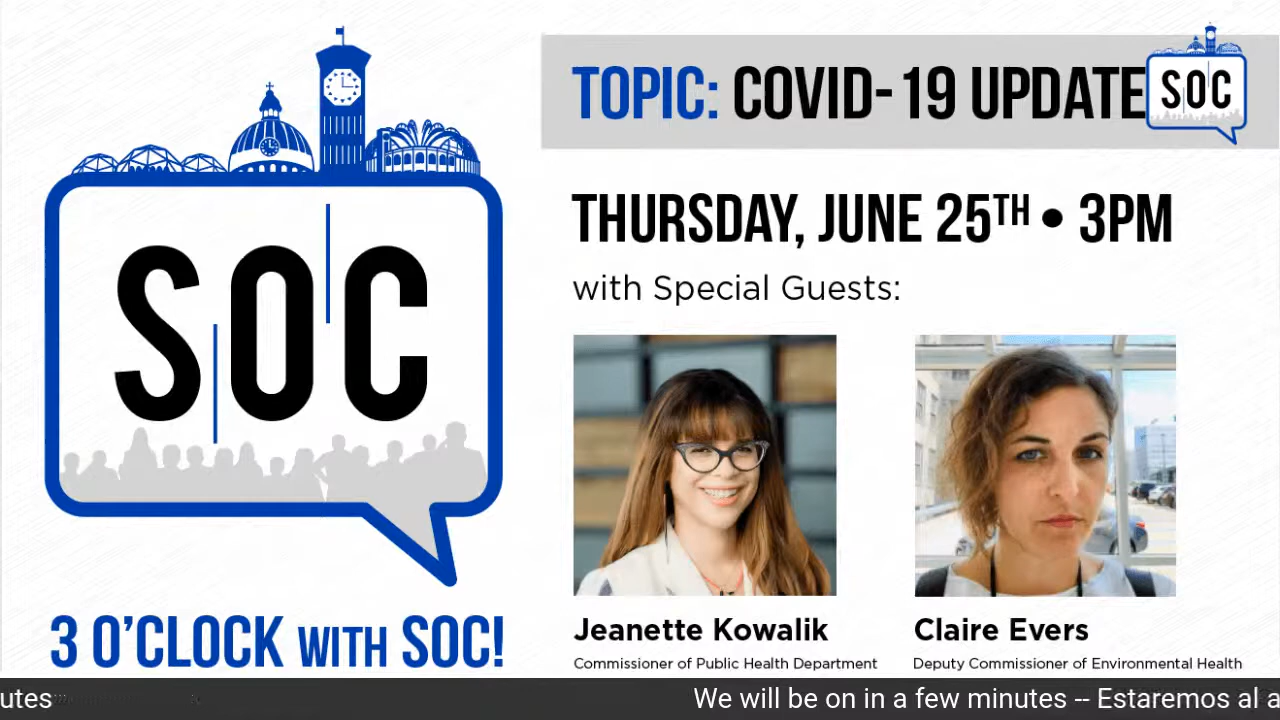 TOPIC: COVID-19 UPDATE
SOC
THURSDAY, JUNE 25TH • 3PM
with Special Guests:
SOC
Jeanette Kowalik
Commissioner of Public Health Department
Claire Evers
Deputy Commissioner of Environmental Health
3 O'CLOCK WITH SOC!
utes
We will be on in a few minutes -- Estaremos al a